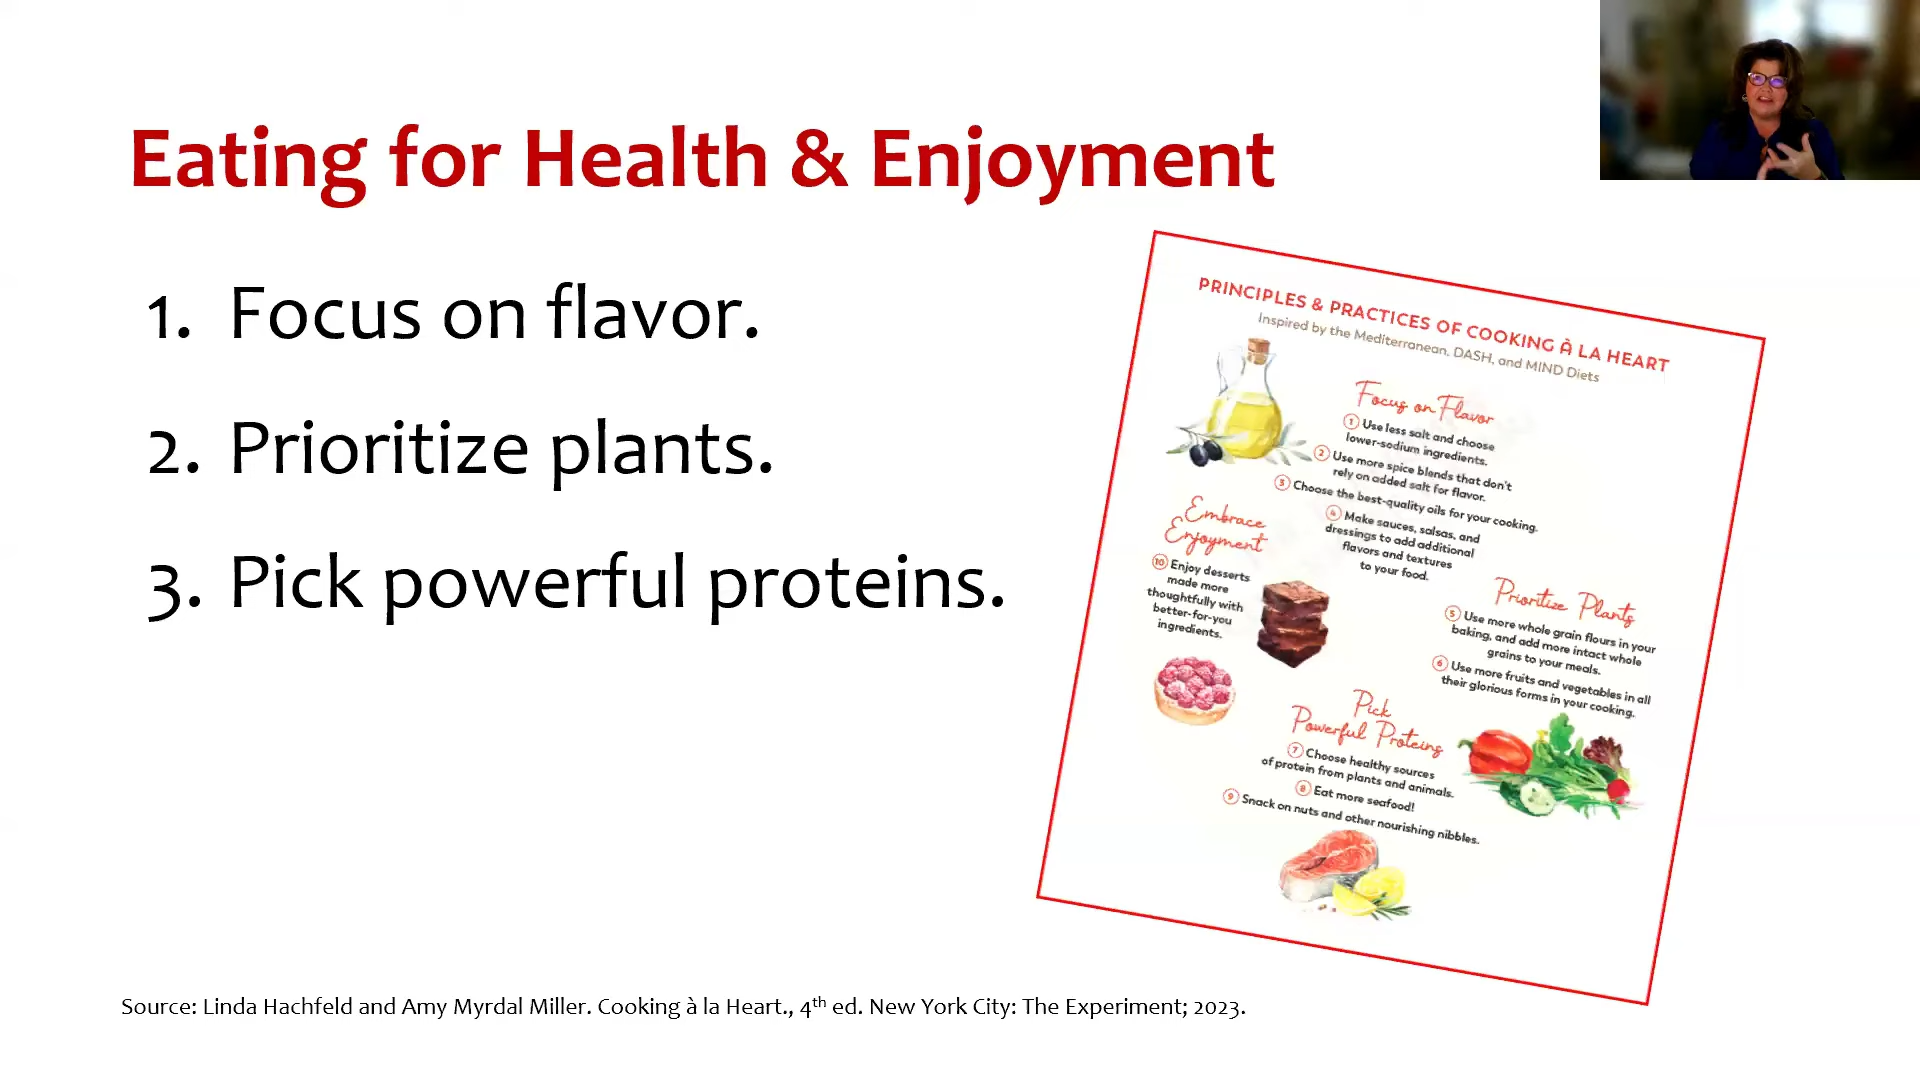 Eating for Health & Enjoyment
1. Focus on flavor.
2. Prioritize plants.
3. Pick powerful proteins.
PRINCIPLES & PRACTICES OF COOKING À LA HEART
Inspired by the Mediterranean, DASH, and MIND Diets
Focus on Flavor
1 Use less salt and choose
lower-sodium ingredients.
2 Use more spice blends that don't
rely on added salt for flavor.
3 Choose the best-quality oils for your cooking.
4 Make sauces, salsas, and
dressings to add additional
flavors and textures
to your food.
Embrace
Enjoyment
10 Enjoy desserts
made more
thoughtfully with
better-for-you
ingredients.
Prioritize Plants
5 Use more whole grain flours in your
baking, and add more intact whole
grains to your meals.
6 Use more fruits and vegetables in all
their glorious forms in your cooking.
Pick
Powerful Proteins
7 Choose healthy sources
of protein from plants and animals.
8 Eat more seafood!
9 Snack on nuts and other nourishing nibbles.
Source: Linda Hachfeld and Amy Myrdal Miller. Cooking à la Heart., 4th ed. New York City: The Experiment; 2023.